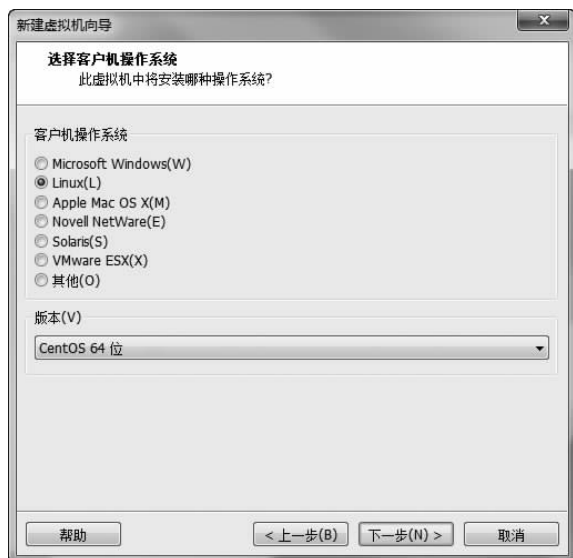 新建虚拟机向导
选择客户机操作系统
此虚拟机中将安装哪种操作系统?
客户机操作系统
Microsoft Windows(W)
Linux(L)
Apple Mac OS X(M)
Novell NetWare(E)
Solaris(S)
VMware ESX(X)
其他(O)
版本(V)
CentOS 64 位
帮助
< 上一步(B)
下一步(N) >
取消